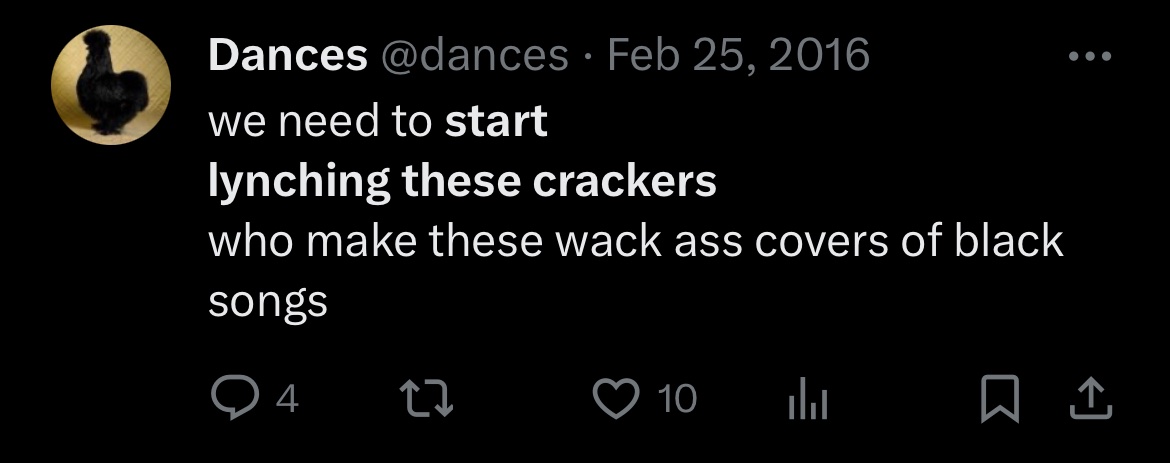 Dances @dances · Feb 25, 2016
we need to start
lynching these crackers
who make these wack ass covers of black
songs
4 10